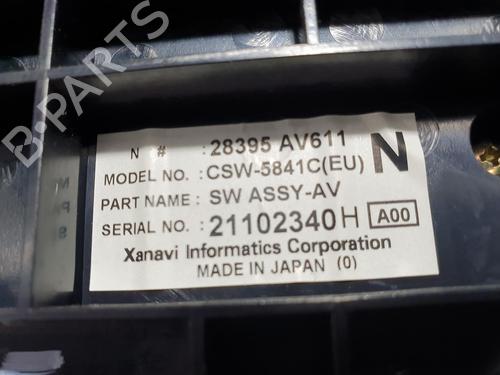 N #: 28395 AV611 N
MODEL NO.: CSW-5841C(EU)
PART NAME: SW ASSY-AV
SERIAL NO.: 21102340H A00
Xanavi Informatics Corporation
MADE IN JAPAN (0)